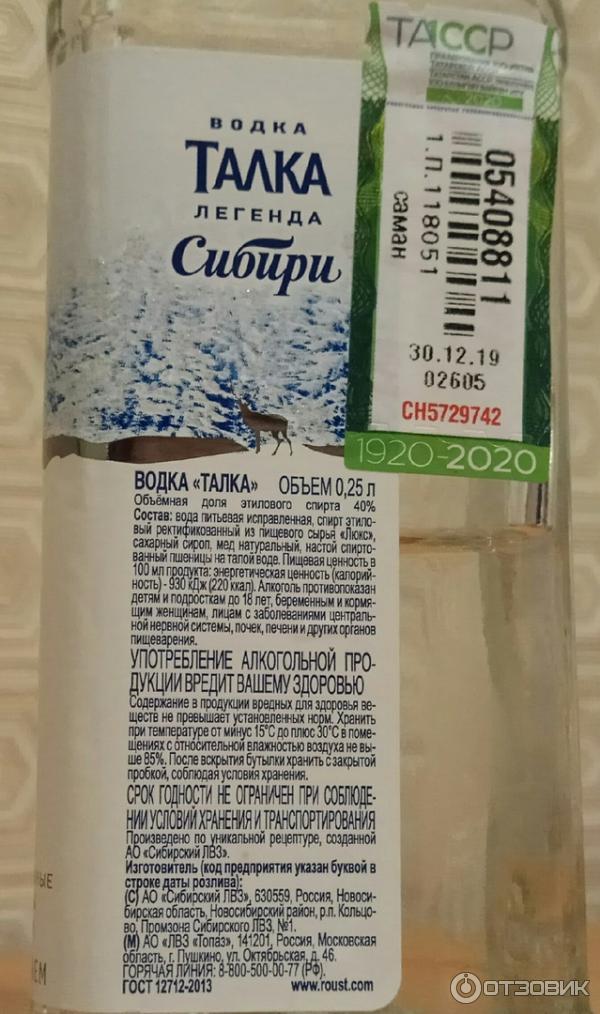 ВОДКА
ТАЛКА
ЛЕГЕНДА
Сибири
ВОДКА «ТАЛКА» ОБЪЕМ 0,25 л
Объёмная доля этилового спирта 40%
Состав: вода питьевая исправленная, спирт этило-
вый ректификованный из пищевого сырья «Люкс»,
сахарный сироп, мед натуральный, настой спирто-
ванный пшеницы на талой воде. Пищевая ценность в
100 мл продукта: энергетическая ценность (калорий-
ность) - 930 кДж (220 ккал). Алкоголь противопоказан
детям и подросткам до 18 лет, беременным и кормя-
щим женщинам, лицам с заболеваниями централь-
ной нервной системы, почек, печени и других органов
пищеварения.
УПОТРЕБЛЕНИЕ АЛКОГОЛЬНОЙ ПРО-
ДУКЦИИ ВРЕДИТ ВАШЕМУ ЗДОРОВЬЮ
Содержание в продукции вредных для здоровья ве-
ществ не превышает установленных норм. Хранить
при температуре от минус 15°С до плюс 30°С в поме-
щениях с относительной влажностью воздуха не вы-
ше 85%. После вскрытия бутылки хранить с закрытой
пробкой, соблюдая условия хранения.
СРОК ГОДНОСТИ НЕ ОГРАНИЧЕН ПРИ СОБЛЮДЕ-
НИИ УСЛОВИЙ ХРАНЕНИЯ И ТРАНСПОРТИРОВАНИЯ
Произведено по уникальной рецептуре, созданной
АО «Сибирский ЛВЗ».
Изготовитель (код предприятия указан буквой в
строке даты розлива):
(С) АО «Сибирский ЛВЗ», 630559, Россия, Новоси-
бирская область, Новосибирский район, р.п. Кольцо-
во, Промзона Сибирского ЛВЗ, №1.
(М) АО «ЛВЗ «Топаз», 141201, Россия, Московская
область, г. Пушкино, ул. Октябрьская, д. 46.
ГОРЯЧАЯ ЛИНИЯ: 8-800-500-00-77 (РФ).
ГОСТ 12712-2013 www.roust.com
ТАССР
2020
05408811
1.П.118051
саман
30.12.19
02605
СН5729742
1920-2020
ОТЗОВИК